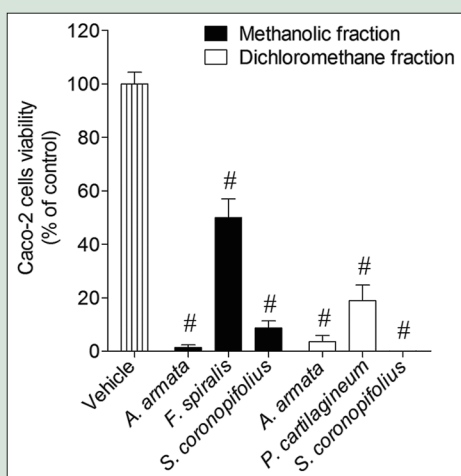 Methanolic fraction
Dichloromethane fraction
Caco-2 cells viability
(% of control)
120
100
80
60
40
20
0
#
#
#
#
#
#
Vehicle
A. armata
F. spiralis
S. coronopifolius
A. armata
P. cartilagineum
S. coronopifolius